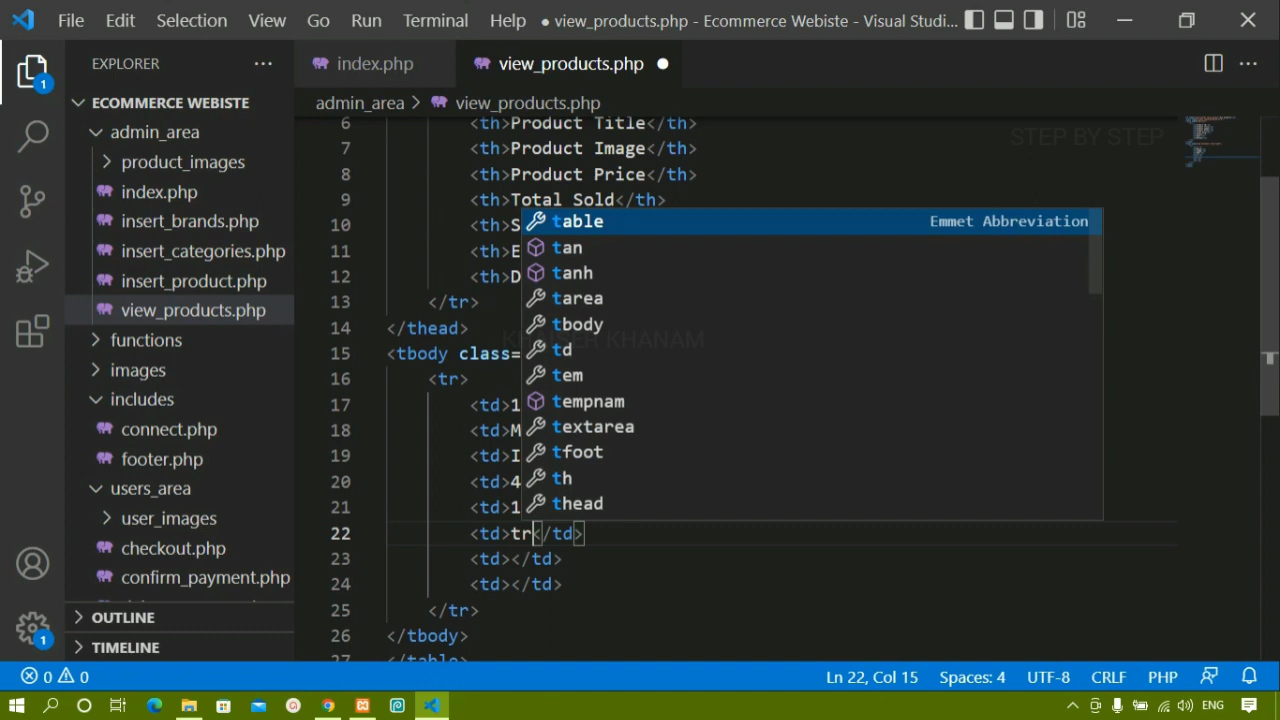 File Edit Selection View Go Run Terminal Help ● view_products.php - Ecommerce Webiste - Visual Studi...
EXPLORER ...
index.php
view_products.php
ECOMMERCE WEBISTE
admin_area
product_images
index.php
insert_brands.php
insert_categories.php
insert_product.php
view_products.php
functions
images
includes
connect.php
footer.php
users_area
user_images
checkout.php
confirm_payment.php
OUTLINE
TIMELINE
1
1
admin_area > view_products.php
STEP BY STEP
KHAISER KHANAM
6 <th>Product Title</th>
7 <th>Product Image</th>
8 <th>Product Price</th>
9 <th>Total Sold</th>
10 <th>S
11 <th>E
12 <th>D
13 </tr>
14 </thead>
15 <tbody class=
16 <tr>
17 <td>1
18 <td>M
19 <td>I
20 <td>4
21 <td>1
22 <td>tr</td>
23 <td></td>
24 <td></td>
25 </tr>
26 </tbody>
27 </table>
table Emmet Abbreviation
tan
tanh
tarea
tbody
td
tem
tempnam
textarea
tfoot
th
thead
0 0 Ln 22, Col 15 Spaces: 4 UTF-8 CRLF PHP
ENG